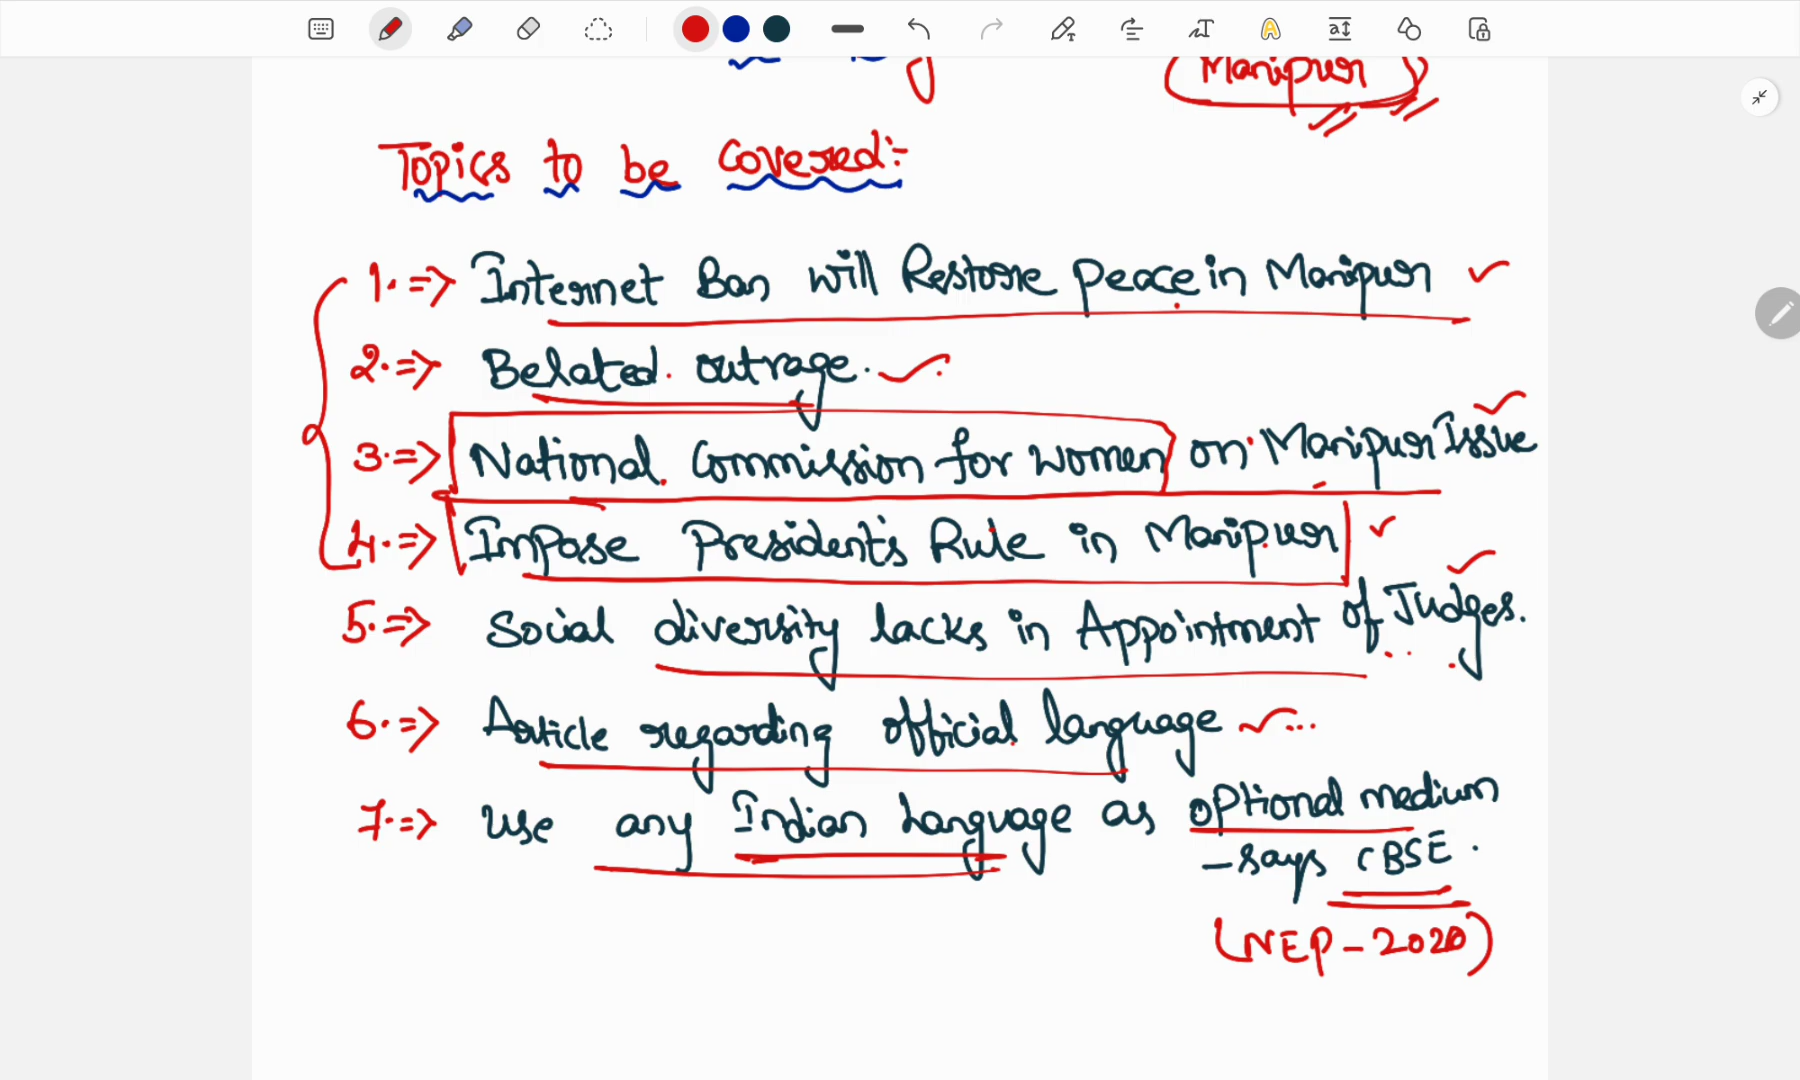 Manipur
Topics to be Covered:-
1. => Internet Ban will Restore Peace in Manipur
2. => Belated outrage.
3. => National Commission for women on Manipur Issue
4. => Impose President's Rule in Manipur
5. => Social diversity lacks in Appointment of Judges.
6. => Article regarding official language
7. => Use any Indian language as optional medium
- says CBSE.
(NEP-2020)